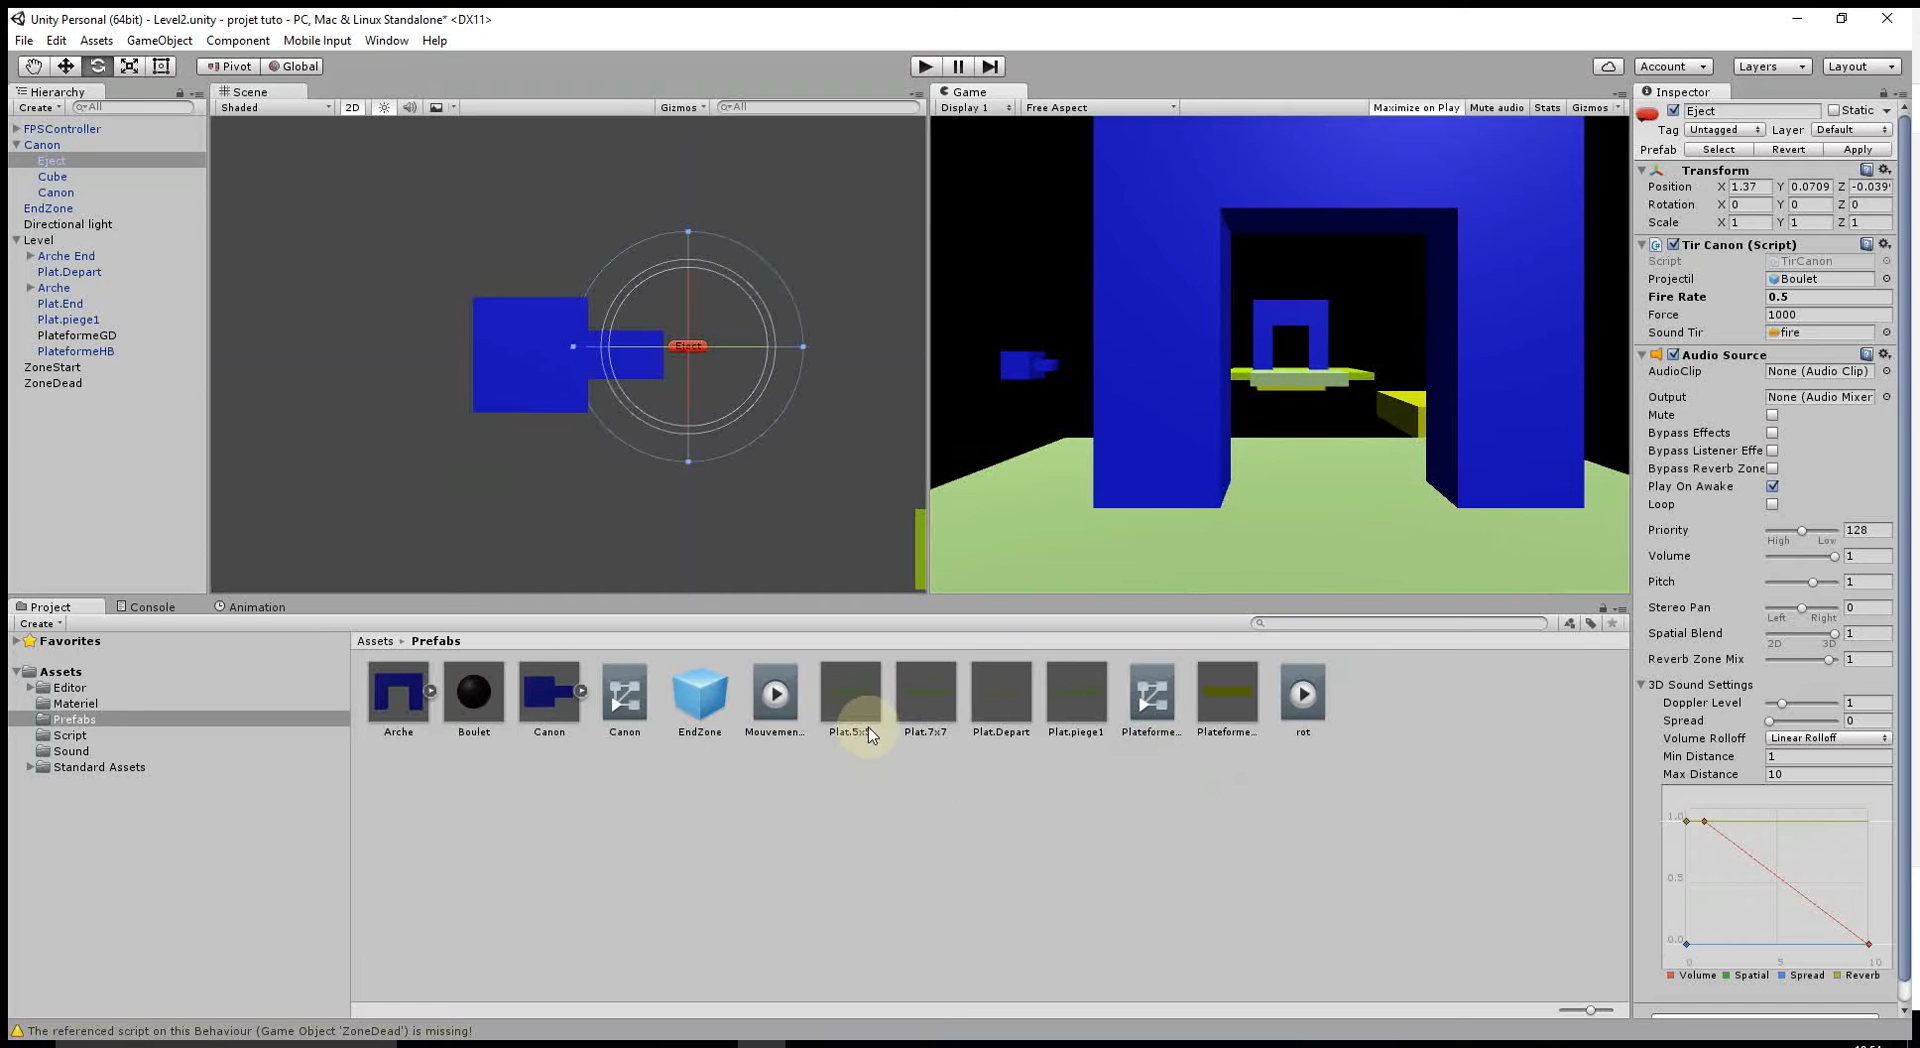 Unity Personal (64bit) - Level2.unity - projet tuto - PC, Mac & Linux Standalone* <DX11>
File Edit Assets GameObject Component Mobile Input Window Help
Pivot Global Account Layers Layout
Hierarchy
Create All
FPSController
Canon
Eject
Cube
Canon
EndZone
Directional light
Level
Arche End
Plat.Depart
Arche
Plat.End
Plat.piege1
PlateformeGD
PlateformeHB
ZoneStart
ZoneDead
Scene
Shaded 2D Gizmos All
Eject
Game
Display 1 Free Aspect Maximize on Play Mute audio Stats Gizmos
Inspector
Eject Static
Tag Untagged Layer Default
Prefab Select Revert Apply
Transform
Position X 1.37 Y 0.0709 Z -0.039
Rotation X 0 Y 0 Z 0
Scale X 1 Y 1 Z 1
Tir Canon (Script)
Script TirCanon
Projectil Boulet
Fire Rate 0.5
Force 1000
Sound Tir fire
Audio Source
AudioClip None (Audio Clip)
Output None (Audio Mixer
Mute
Bypass Effects
Bypass Listener Effe
Bypass Reverb Zone
Play On Awake
Loop
Priority 128
High Low
Volume 1
Pitch 1
Stereo Pan 0
Left Right
Spatial Blend 1
2D 3D
Reverb Zone Mix 1
3D Sound Settings
Doppler Level 1
Spread 0
Volume Rolloff Linear Rolloff
Min Distance 1
Max Distance 10
1.0
0.5
0.0
0 5 10
Volume Spatial Spread Reverb
Project Console Animation
Create
Favorites
Assets
Editor
Materiel
Prefabs
Script
Sound
Standard Assets
Assets Prefabs
Arche Boulet Canon Canon EndZone Mouvemen... Plat.5x5 Plat.7x7 Plat.Depart Plat.piege1 Plateforme... Plateforme... rot
The referenced script on this Behaviour (Game Object 'ZoneDead') is missing!